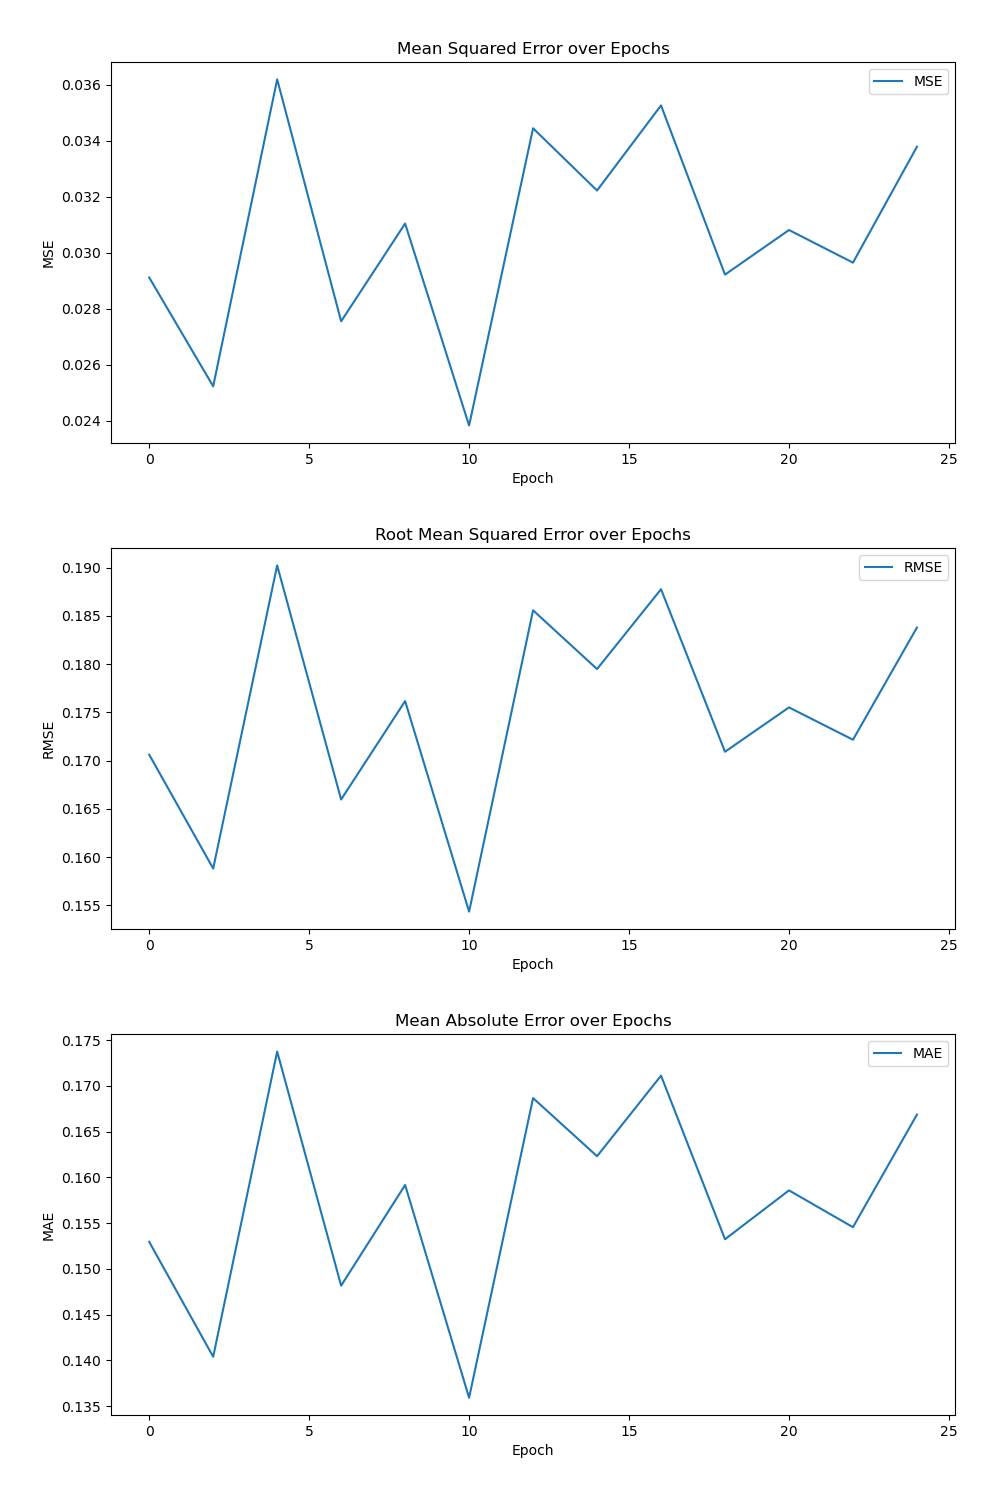 Mean Squared Error over Epochs
MSE
0.036
0.034
0.032
0.030
0.028
0.026
0.024
MSE
0 5 10 15 20 25
Epoch
Root Mean Squared Error over Epochs
RMSE
0.190
0.185
0.180
0.175
0.170
0.165
0.160
0.155
RMSE
0 5 10 15 20 25
Epoch
Mean Absolute Error over Epochs
MAE
0.175
0.170
0.165
0.160
0.155
0.150
0.145
0.140
0.135
MAE
0 5 10 15 20 25
Epoch